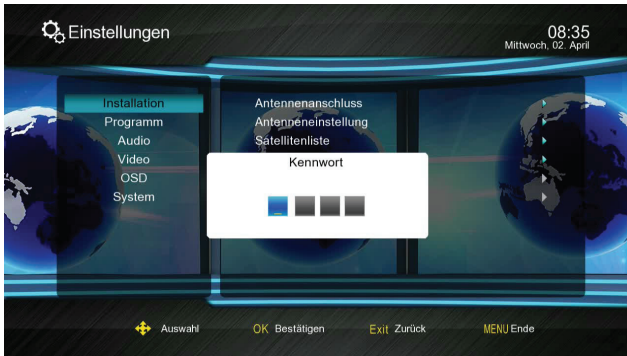 Einstellungen
08:35
Mittwoch, 02. April
Installation
Programm
Audio
Video
OSD
System
Antennenanschluss
Antenneneinstellung
Satellitenliste
Kennwort
Auswahl
OK Bestätigen
Exit Zurück
MENU Ende